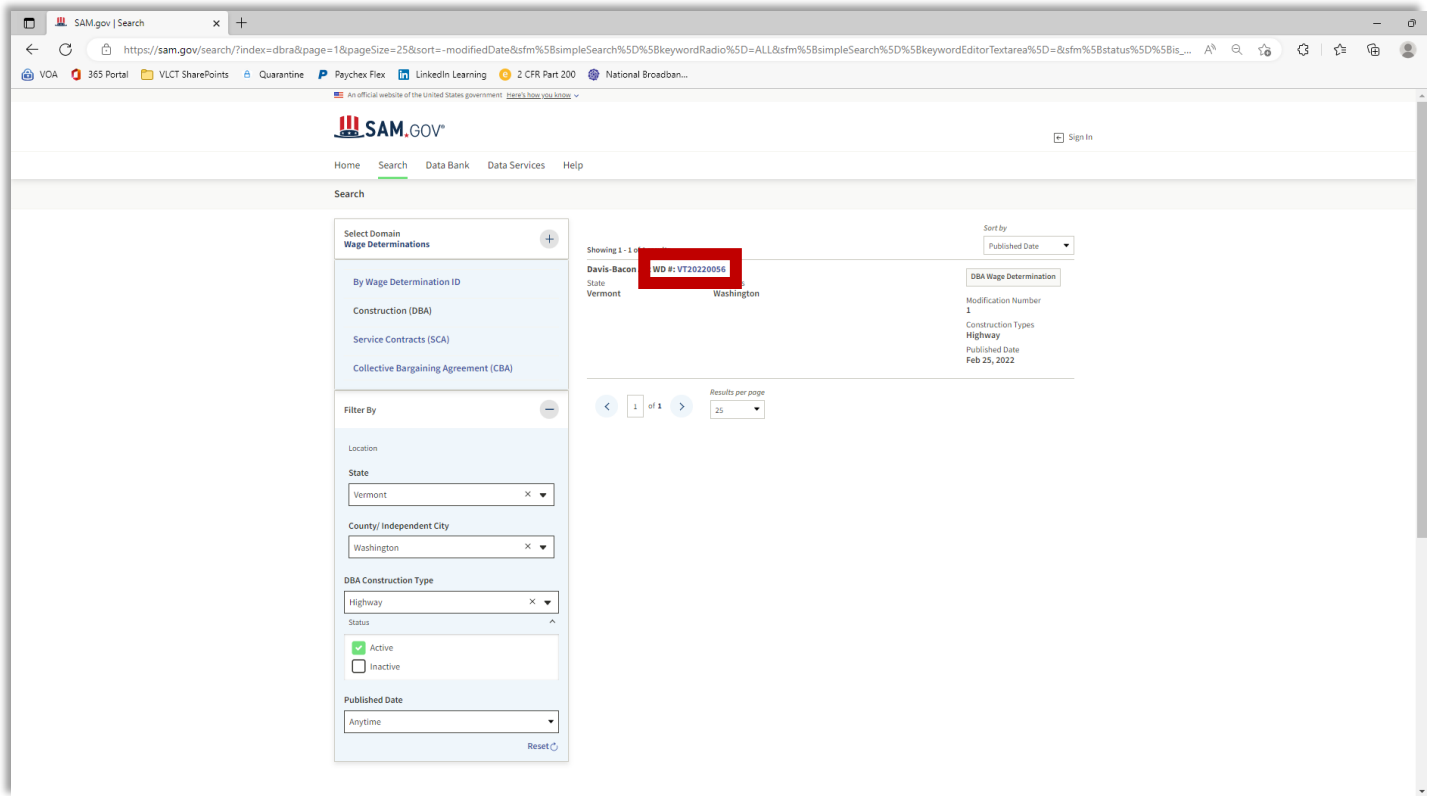 SAM.gov | Search
https://sam.gov/search/?index=dbra&page=1&pageSize=25&sort=-modifiedDate&sfm%5BsimpleSearch%5D%5BkeywordRadio%5D=ALL&sfm%5BsimpleSearch%5D%5BkeywordEditorTextarea%5D=&sfm%5Bstatus%5D%5Bis_...
VOA 365 Portal VLCT SharePoints Quarantine Paychex Flex LinkedIn Learning 2 CFR Part 200 National Broadban...
An official website of the United States government Here's how you know
SAM.GOV®
Sign In
Home Search Data Bank Data Services Help
Search
Select Domain
Wage Determinations
By Wage Determination ID
Construction (DBA)
Service Contracts (SCA)
Collective Bargaining Agreement (CBA)
Filter By
Location
State
Vermont
County/ Independent City
Washington
DBA Construction Type
Highway
Status
Active
Inactive
Published Date
Anytime
Reset
Showing 1 - 1
Sort by
Published Date
Davis-Bacon WD #: VT20220056
State
Vermont
Washington
DBA Wage Determination
Modification Number
1
Construction Types
Highway
Published Date
Feb 25, 2022
1 of 1
Results per page
25